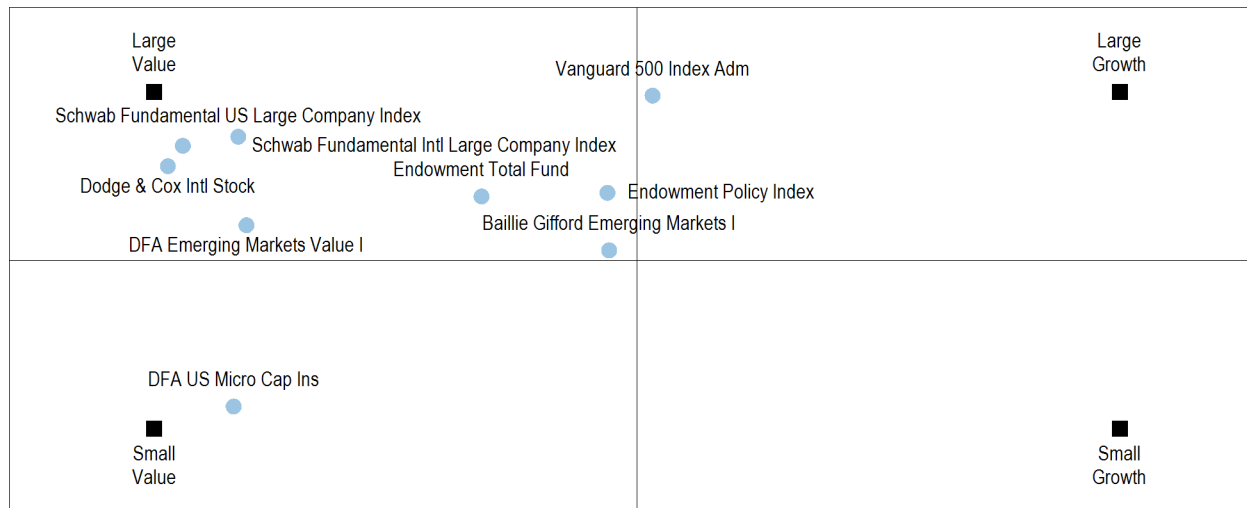 Large
Value
Large
Growth
Vanguard 500 Index Adm
Schwab Fundamental US Large Company Index
Schwab Fundamental Intl Large Company Index
Endowment Total Fund
Dodge & Cox Intl Stock
Endowment Policy Index
Baillie Gifford Emerging Markets I
DFA Emerging Markets Value I
DFA US Micro Cap Ins
Small
Value
Small
Growth